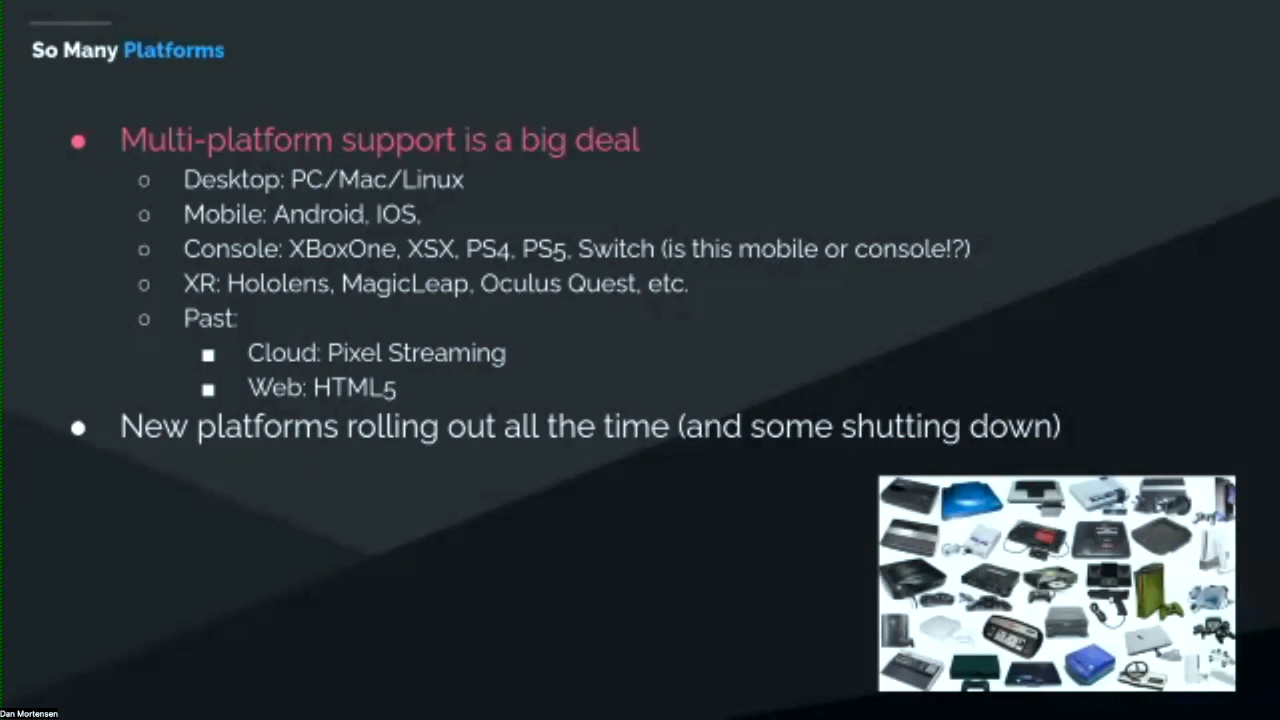 So Many Platforms
● Multi-platform support is a big deal
○ Desktop: PC/Mac/Linux
○ Mobile: Android, IOS,
○ Console: XBoxOne, XSX, PS4, PS5, Switch (is this mobile or console!?)
○ XR: Hololens, MagicLeap, Oculus Quest, etc.
○ Past:
■ Cloud: Pixel Streaming
■ Web: HTML5
● New platforms rolling out all the time (and some shutting down)
Dan Mortensen